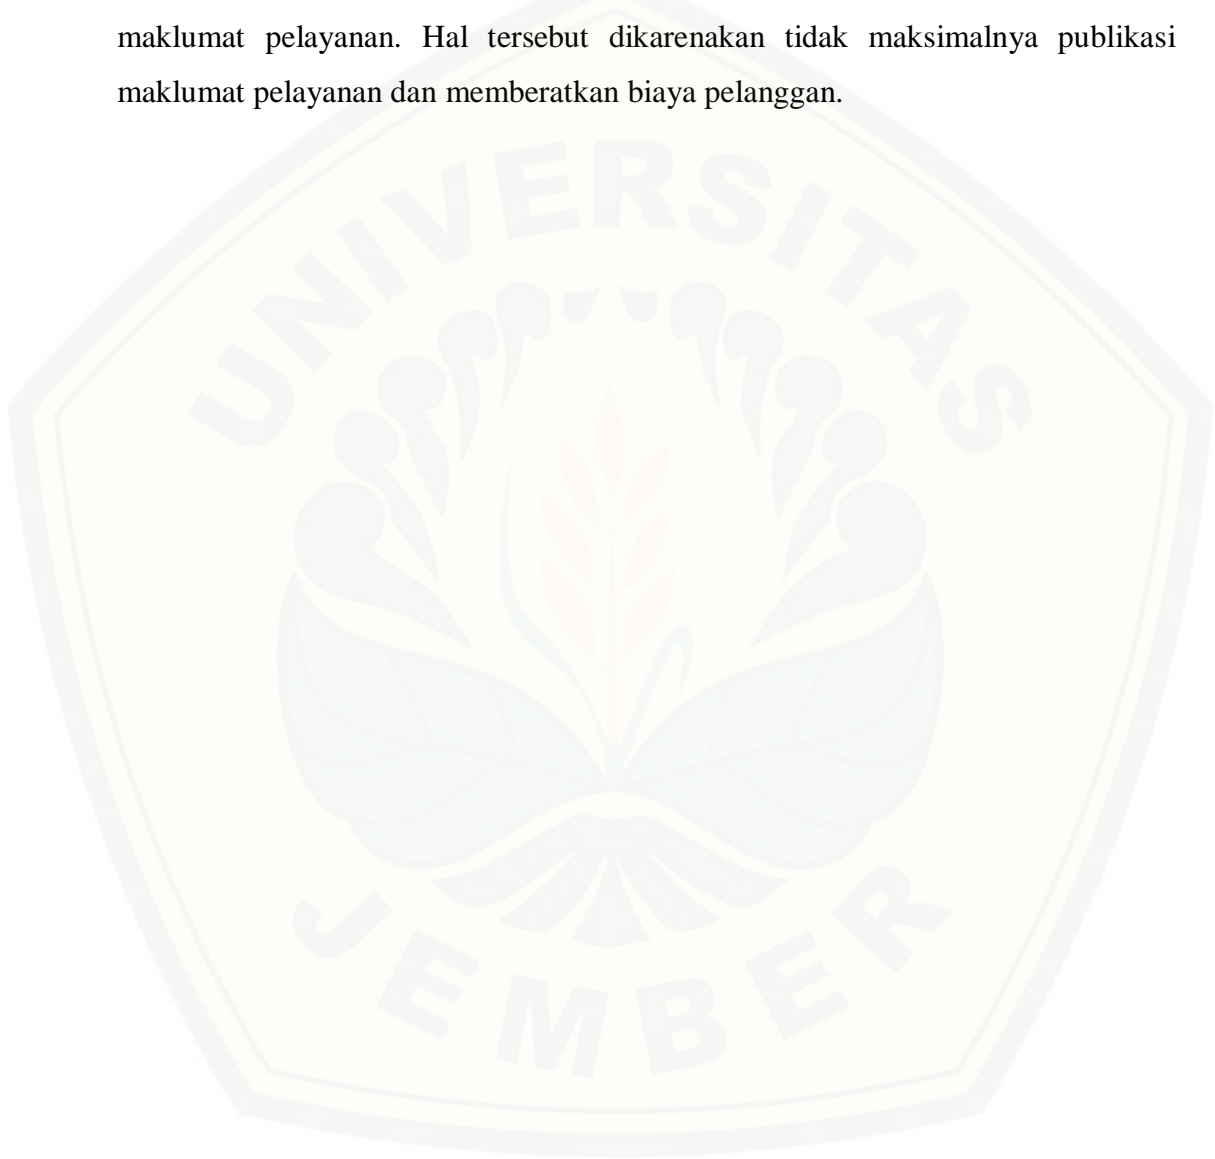 maklumat pelayanan. Hal tersebut dikarenakan tidak maksimalnya publikasi
maklumat pelayanan dan memberatkan biaya pelanggan.
UNIVERSITAS
JEMBER